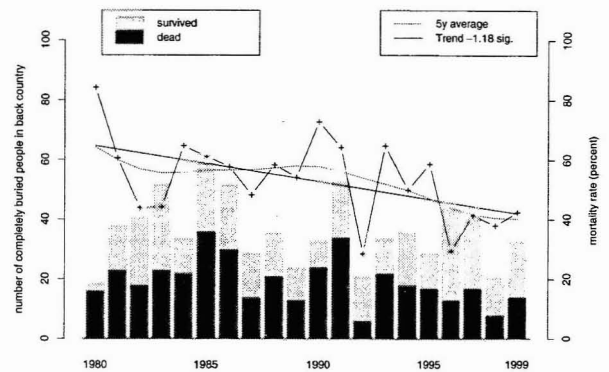 survived
dead
5y average
Trend –1.18 sig.
number of completely buried people in back country
0
20
40
60
80
100
mortality rate (percent)
0
20
40
60
80
100
1980
1985
1990
1995
1999